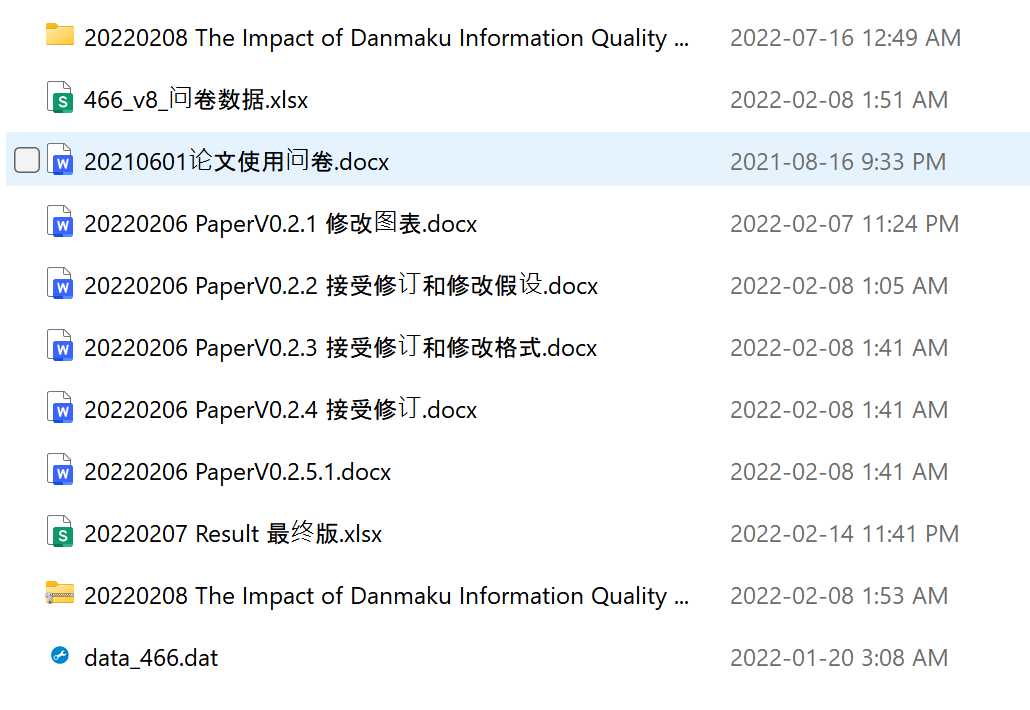 20220208 The Impact of Danmaku Information Quality ... 2022-07-16 12:49 AM
466_v8_问卷数据.xlsx 2022-02-08 1:51 AM
20210601论文使用问卷.docx 2021-08-16 9:33 PM
20220206 PaperV0.2.1 修改图表.docx 2022-02-07 11:24 PM
20220206 PaperV0.2.2 接受修订和修改假设.docx 2022-02-08 1:05 AM
20220206 PaperV0.2.3 接受修订和修改格式.docx 2022-02-08 1:41 AM
20220206 PaperV0.2.4 接受修订.docx 2022-02-08 1:41 AM
20220206 PaperV0.2.5.1.docx 2022-02-08 1:41 AM
20220207 Result 最终版.xlsx 2022-02-14 11:41 PM
20220208 The Impact of Danmaku Information Quality ... 2022-02-08 1:53 AM
data_466.dat 2022-01-20 3:08 AM